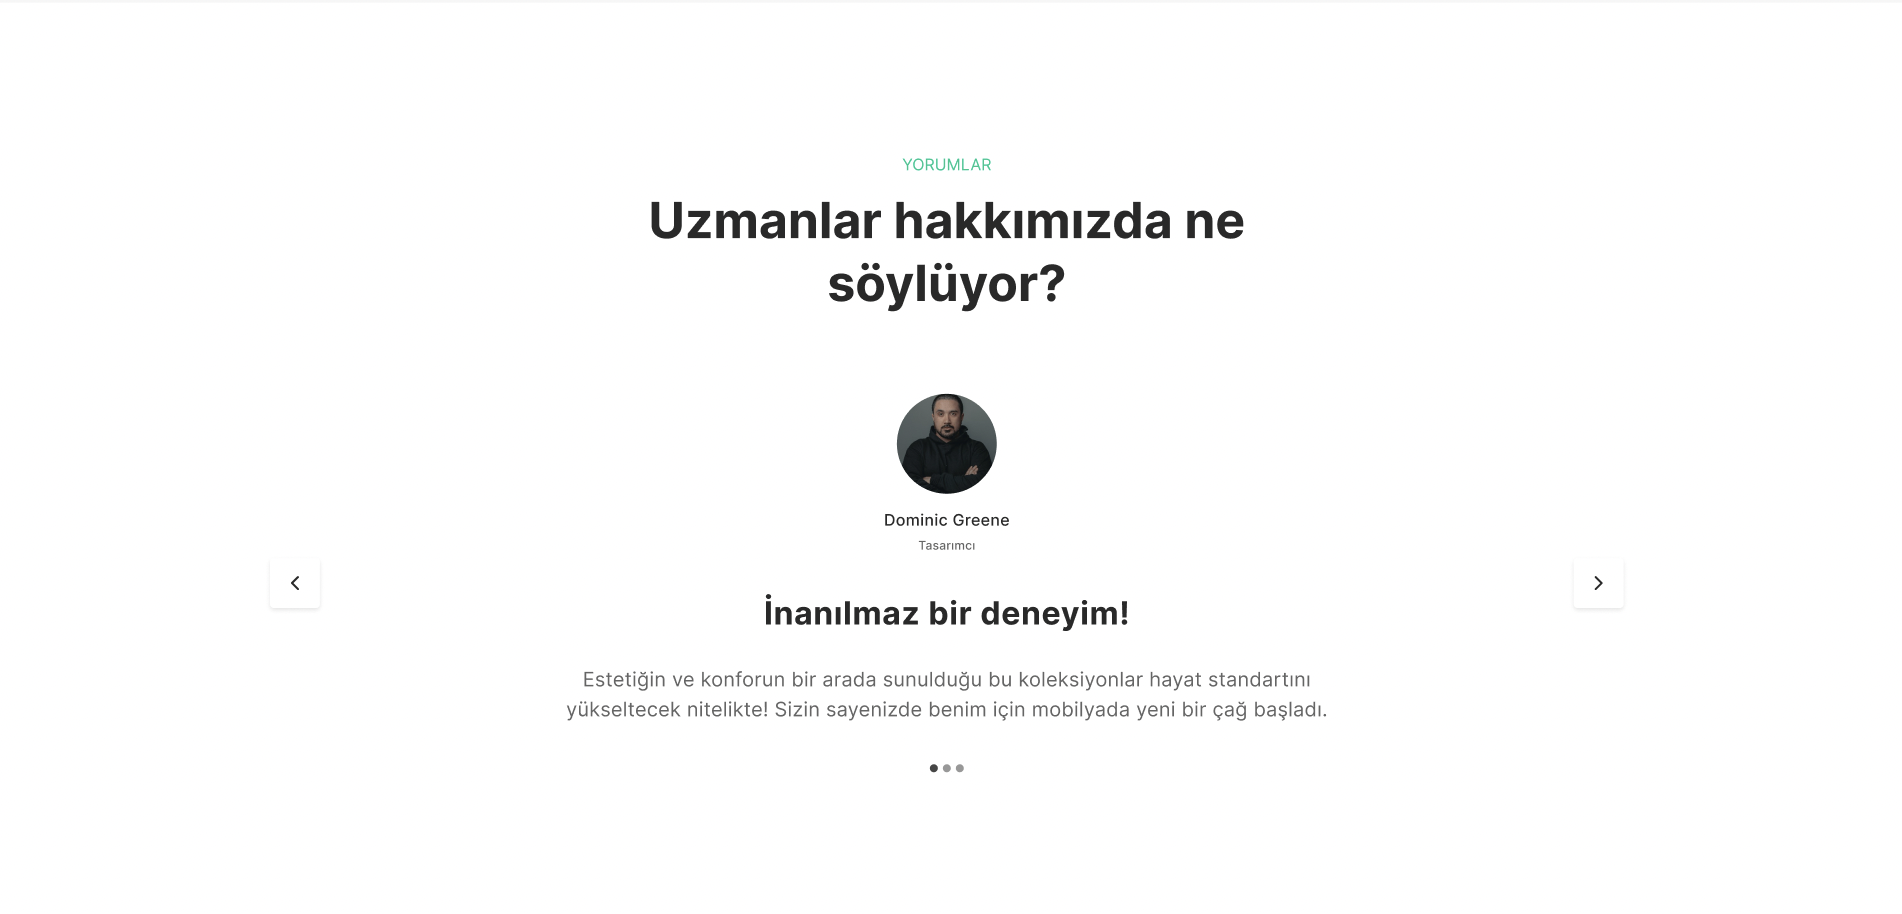 YORUMLAR
Uzmanlar hakkımızda ne
söylüyor?
Dominic Greene
Tasarımcı
İnanılmaz bir deneyim!
Estetiğin ve konforun bir arada sunulduğu bu koleksiyonlar hayat standartını
yükseltecek nitelikte! Sizin sayenizde benim için mobilyada yeni bir çağ başladı.